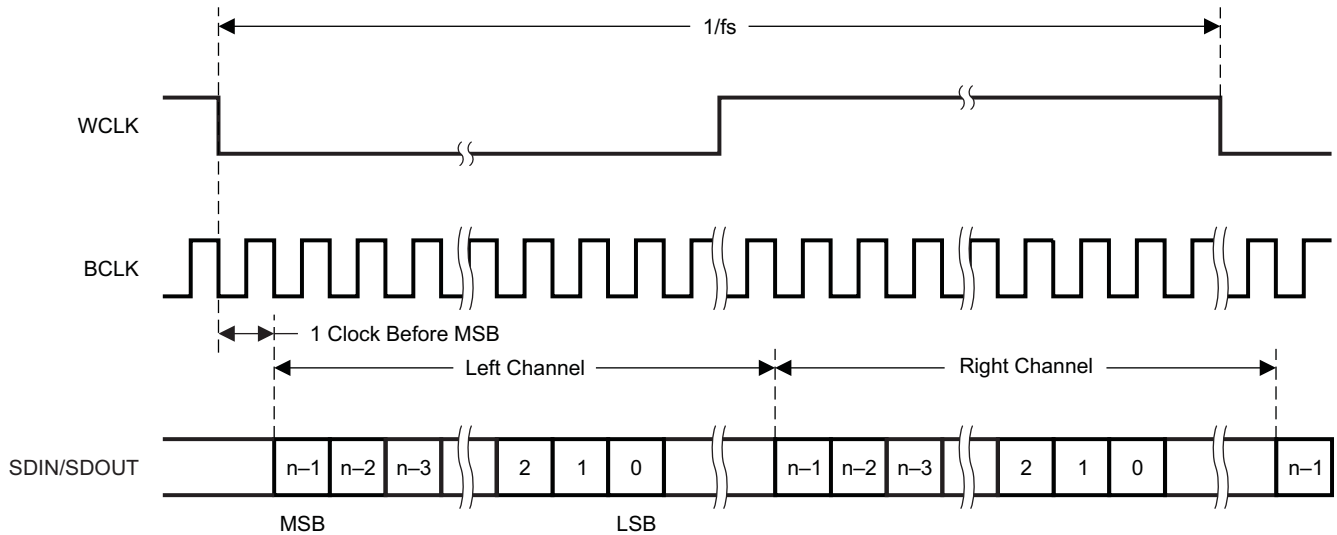 1/fs
WCLK
BCLK
1 Clock Before MSB
Left Channel
Right Channel
SDIN/SDOUT
n–1 n–2 n–3 2 1 0 n–1 n–2 n–3 2 1 0 n–1
MSB LSB